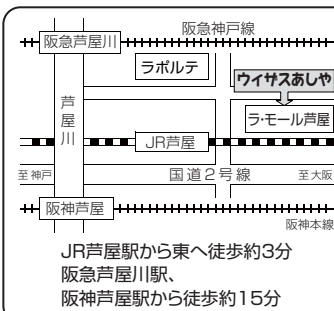 阪急神戸線
阪急芦屋川
ラポルテ
ウィザスあしや
芦屋川
ラ・モール芦屋
JR芦屋
至神戸
国道2号線
至大阪
阪神芦屋
阪神本線
JR芦屋駅から東へ徒歩約3分
阪急芦屋川駅、
阪神芦屋駅から徒歩約15分